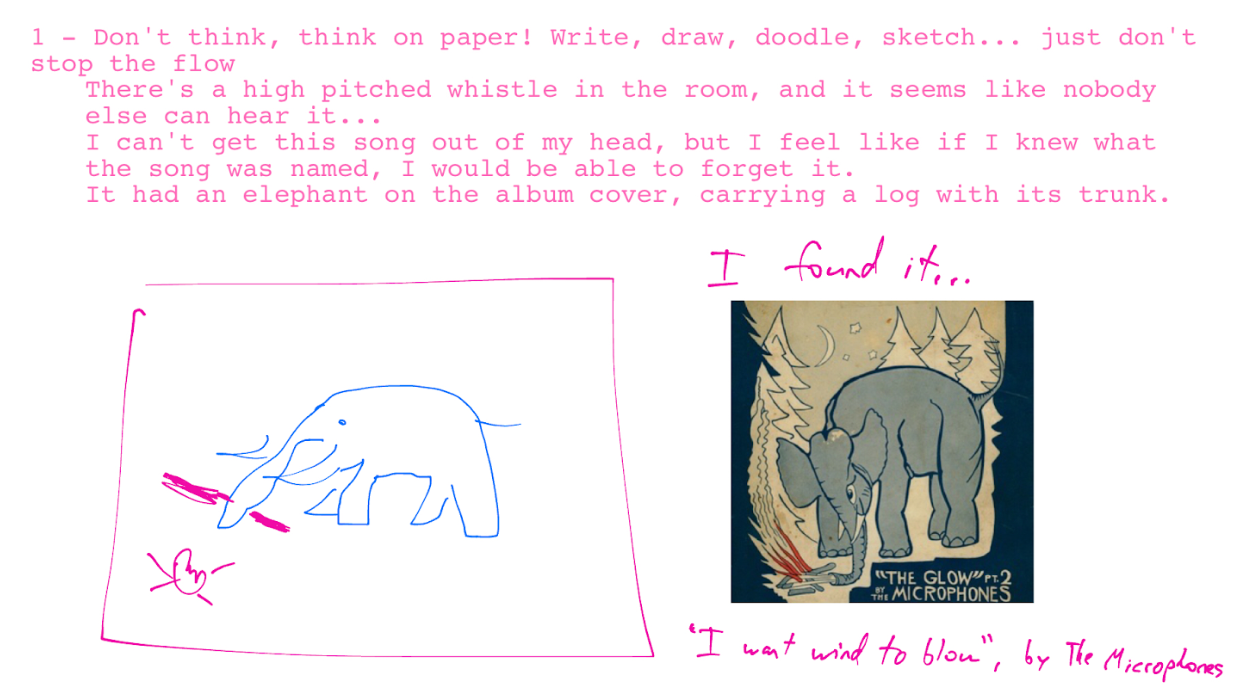 1 - Don't think, think on paper! Write, draw, doodle, sketch... just don't
stop the flow
There's a high pitched whistle in the room, and it seems like nobody
else can hear it...
I can't get this song out of my head, but I feel like if I knew what
the song was named, I would be able to forget it.
It had an elephant on the album cover, carrying a log with its trunk.
I found it...
"THE GLOW" PT. 2
BY THE MICROPHONES
"I want wind to blow", by The Microphones